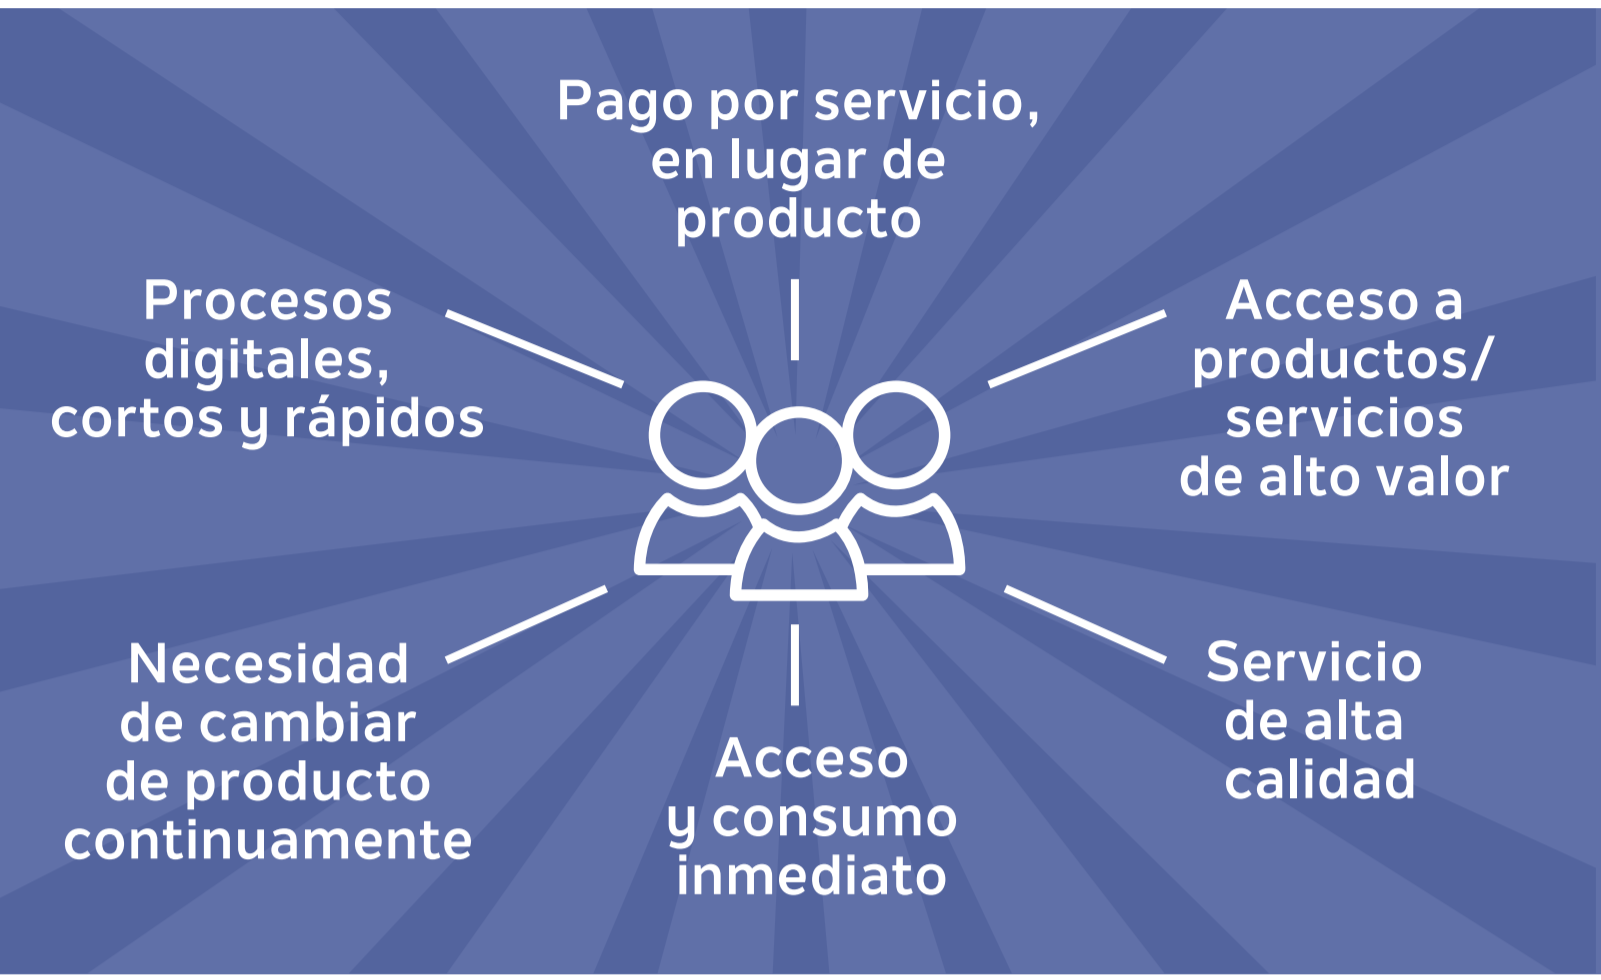 Pago por servicio,
en lugar de
producto
Procesos
digitales,
cortos y rápidos
Acceso a
productos/
servicios
de alto valor
Necesidad
de cambiar
de producto
continuamente
Acceso
y consumo
inmediato
Servicio
de alta
calidad